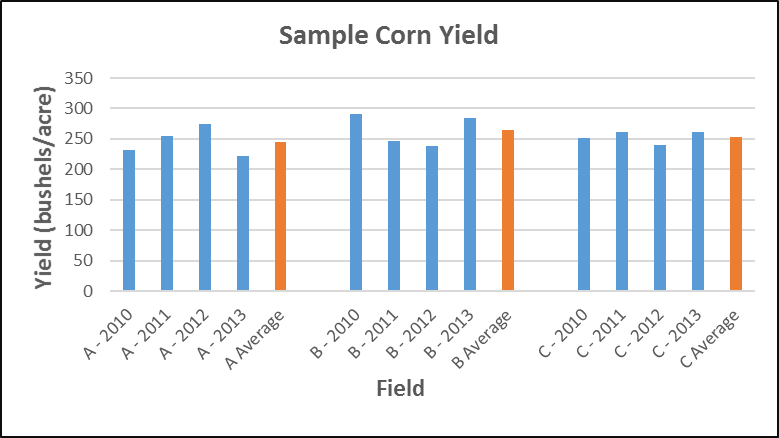 Sample Corn Yield
Yield (bushels/acre)
350
300
250
200
150
100
50
0
A - 2010
A - 2011
A - 2012
A - 2013
A Average
B - 2010
B - 2011
B - 2012
B - 2013
B Average
C - 2010
C - 2011
C - 2012
C - 2013
C Average
Field